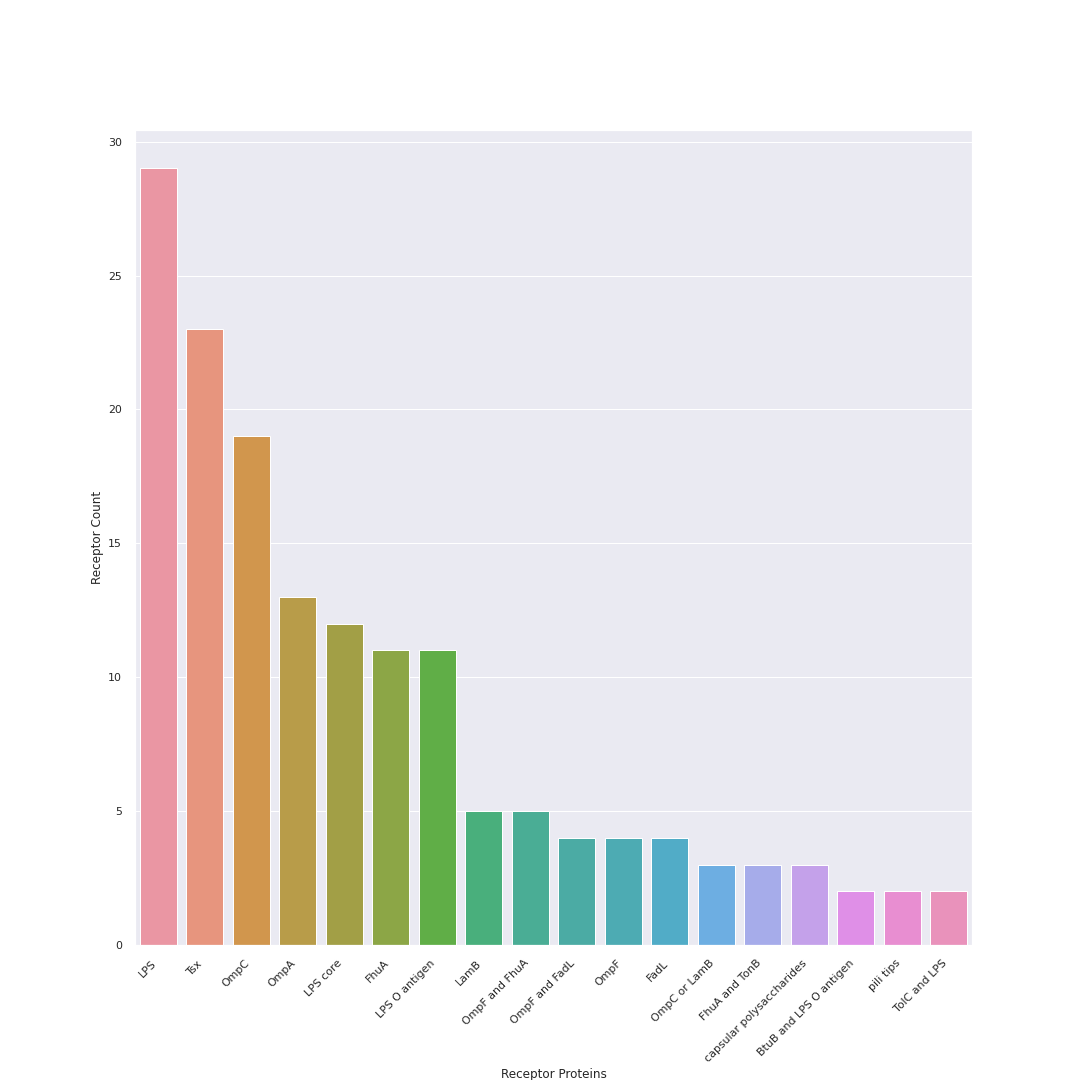 30
25
20
15
10
5
0
Receptor Count
LPS
Tsx
OmpC
OmpA
LPS core
FhuA
LPS O antigen
LamB
OmpF and FhuA
OmpF and FadL
OmpF
FadL
OmpC or LamB
FhuA and TonB
capsular polysaccharides
BtuB and LPS O antigen
pili tips
TolC and LPS
Receptor Proteins